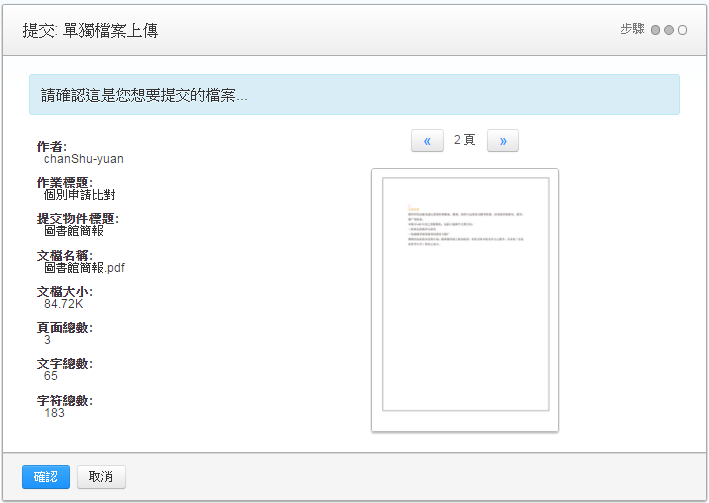 提交: 單獨檔案上傳
步驟
請確認這是您想要提交的檔案...
« 2 頁 »
作者:
chanShu-yuan
作業標題:
個別申請比對
提交物件標題:
圖書館簡報
文檔名稱:
圖書館簡報.pdf
文檔大小:
84.72K
頁面總數:
3
文字總數:
65
字符總數:
183
確認 取消